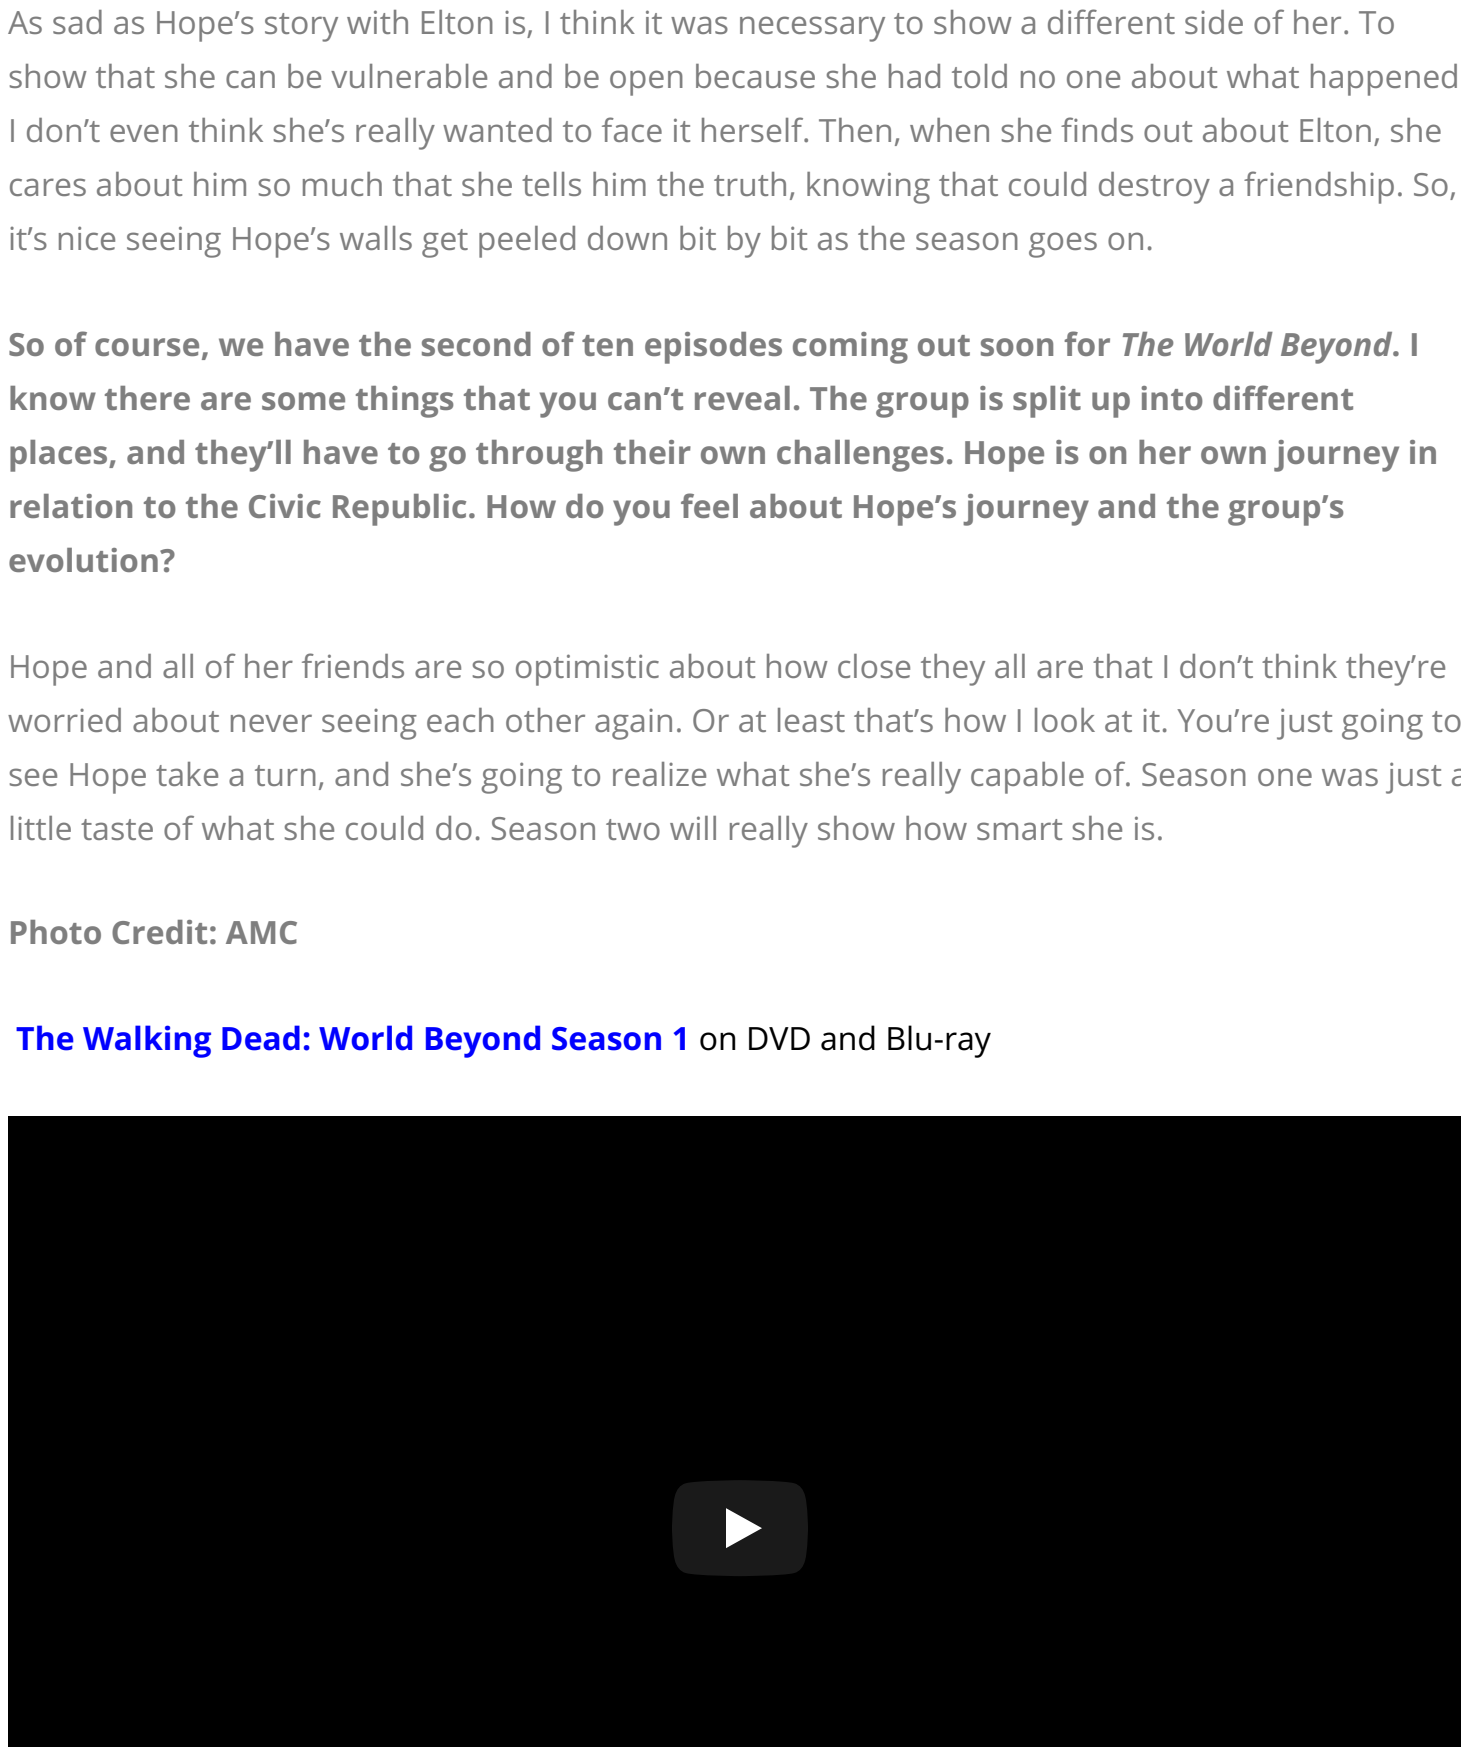 As sad as Hope’s story with Elton is, I think it was necessary to show a different side of her. To
show that she can be vulnerable and be open because she had told no one about what happened
I don’t even think she’s really wanted to face it herself. Then, when she finds out about Elton, she
cares about him so much that she tells him the truth, knowing that could destroy a friendship. So,
it’s nice seeing Hope’s walls get peeled down bit by bit as the season goes on.
So of course, we have the second of ten episodes coming out soon for The World Beyond. I
know there are some things that you can’t reveal. The group is split up into different
places, and they’ll have to go through their own challenges. Hope is on her own journey in
relation to the Civic Republic. How do you feel about Hope’s journey and the group’s
evolution?
Hope and all of her friends are so optimistic about how close they all are that I don’t think they’re
worried about never seeing each other again. Or at least that’s how I look at it. You’re just going to
see Hope take a turn, and she’s going to realize what she’s really capable of. Season one was just a
little taste of what she could do. Season two will really show how smart she is.
Photo Credit: AMC
The Walking Dead: World Beyond Season 1 on DVD and Blu-ray